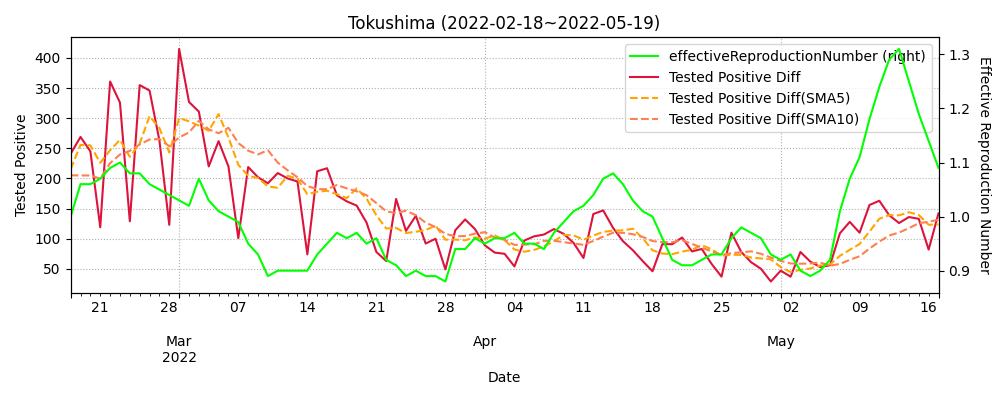 Tokushima (2022-02-18~2022-05-19)
effectiveReproductionNumber (right)
Tested Positive Diff
Tested Positive Diff(SMA5)
Tested Positive Diff(SMA10)
Tested Positive
400
350
300
250
200
150
100
50
1.3
1.2
1.1
1.0
0.9
Effective Reproduction Number
21 28 07 14 21 28 04 11 18 25 02 09 16
Mar Apr May
2022
Date